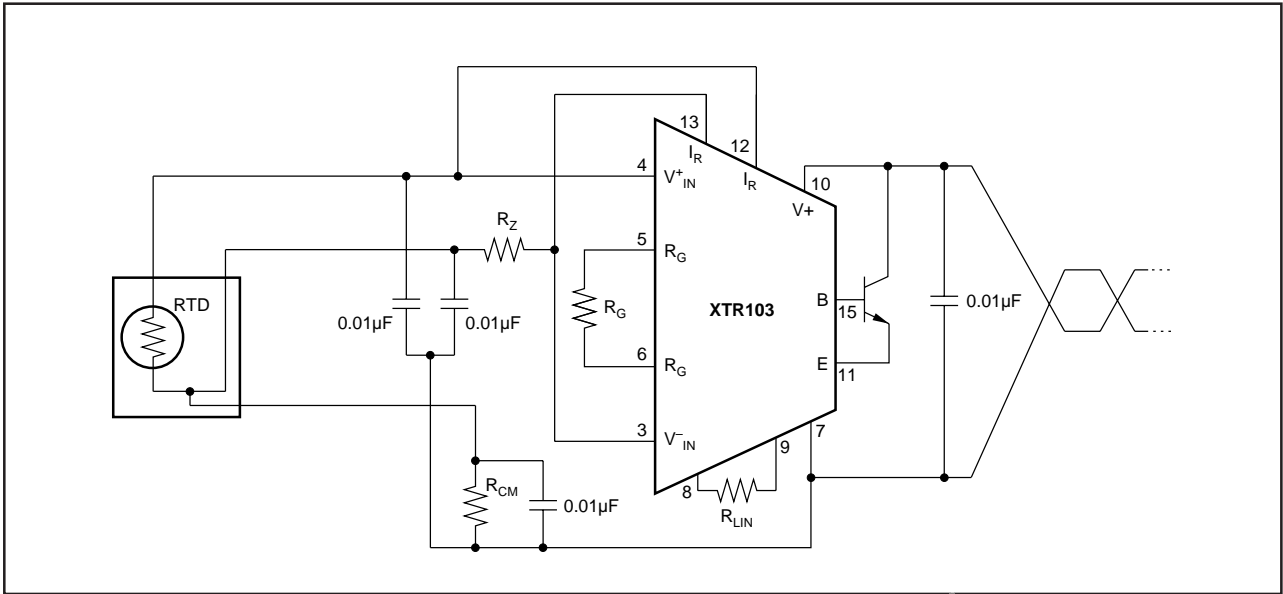 13
I_R
12
I_R
4
V⁺_IN
10
V+
R_Z
5
R_G
RTD
R_G
XTR103
B
15
0.01µF
0.01µF
0.01µF
6
R_G
E
11
3
V⁻_IN
7
9
8
R_CM
0.01µF
R_LIN